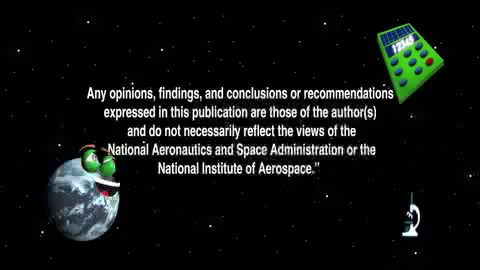 12345
Any opinions, findings, and conclusions or recommendations
expressed in this publication are those of the author(s)
and do not necessarily reflect the views of the
National Aeronautics and Space Administration or the
National Institute of Aerospace."